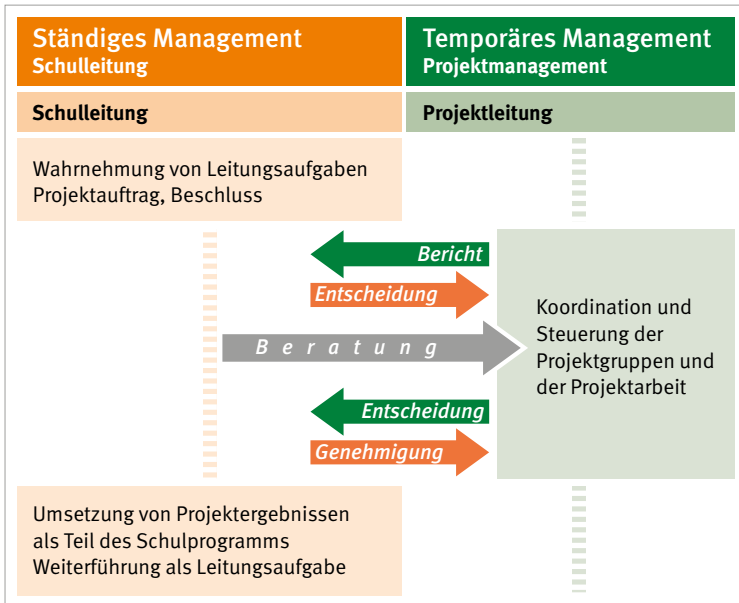 Ständiges Management
Schulleitung
Temporäres Management
Projektmanagement
Schulleitung
Projektleitung
Wahrnehmung von Leitungsaufgaben
Projektauftrag, Beschluss
Bericht
Entscheidung
Beratung
Entscheidung
Genehmigung
Koordination und
Steuerung der
Projektgruppen und
der Projektarbeit
Umsetzung von Projektergebnissen
als Teil des Schulprogramms
Weiterführung als Leitungsaufgabe